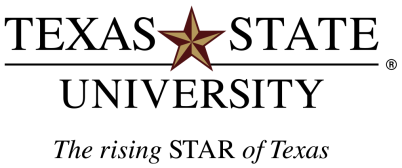 TEXAS STATE
UNIVERSITY ®
The rising STAR of Texas